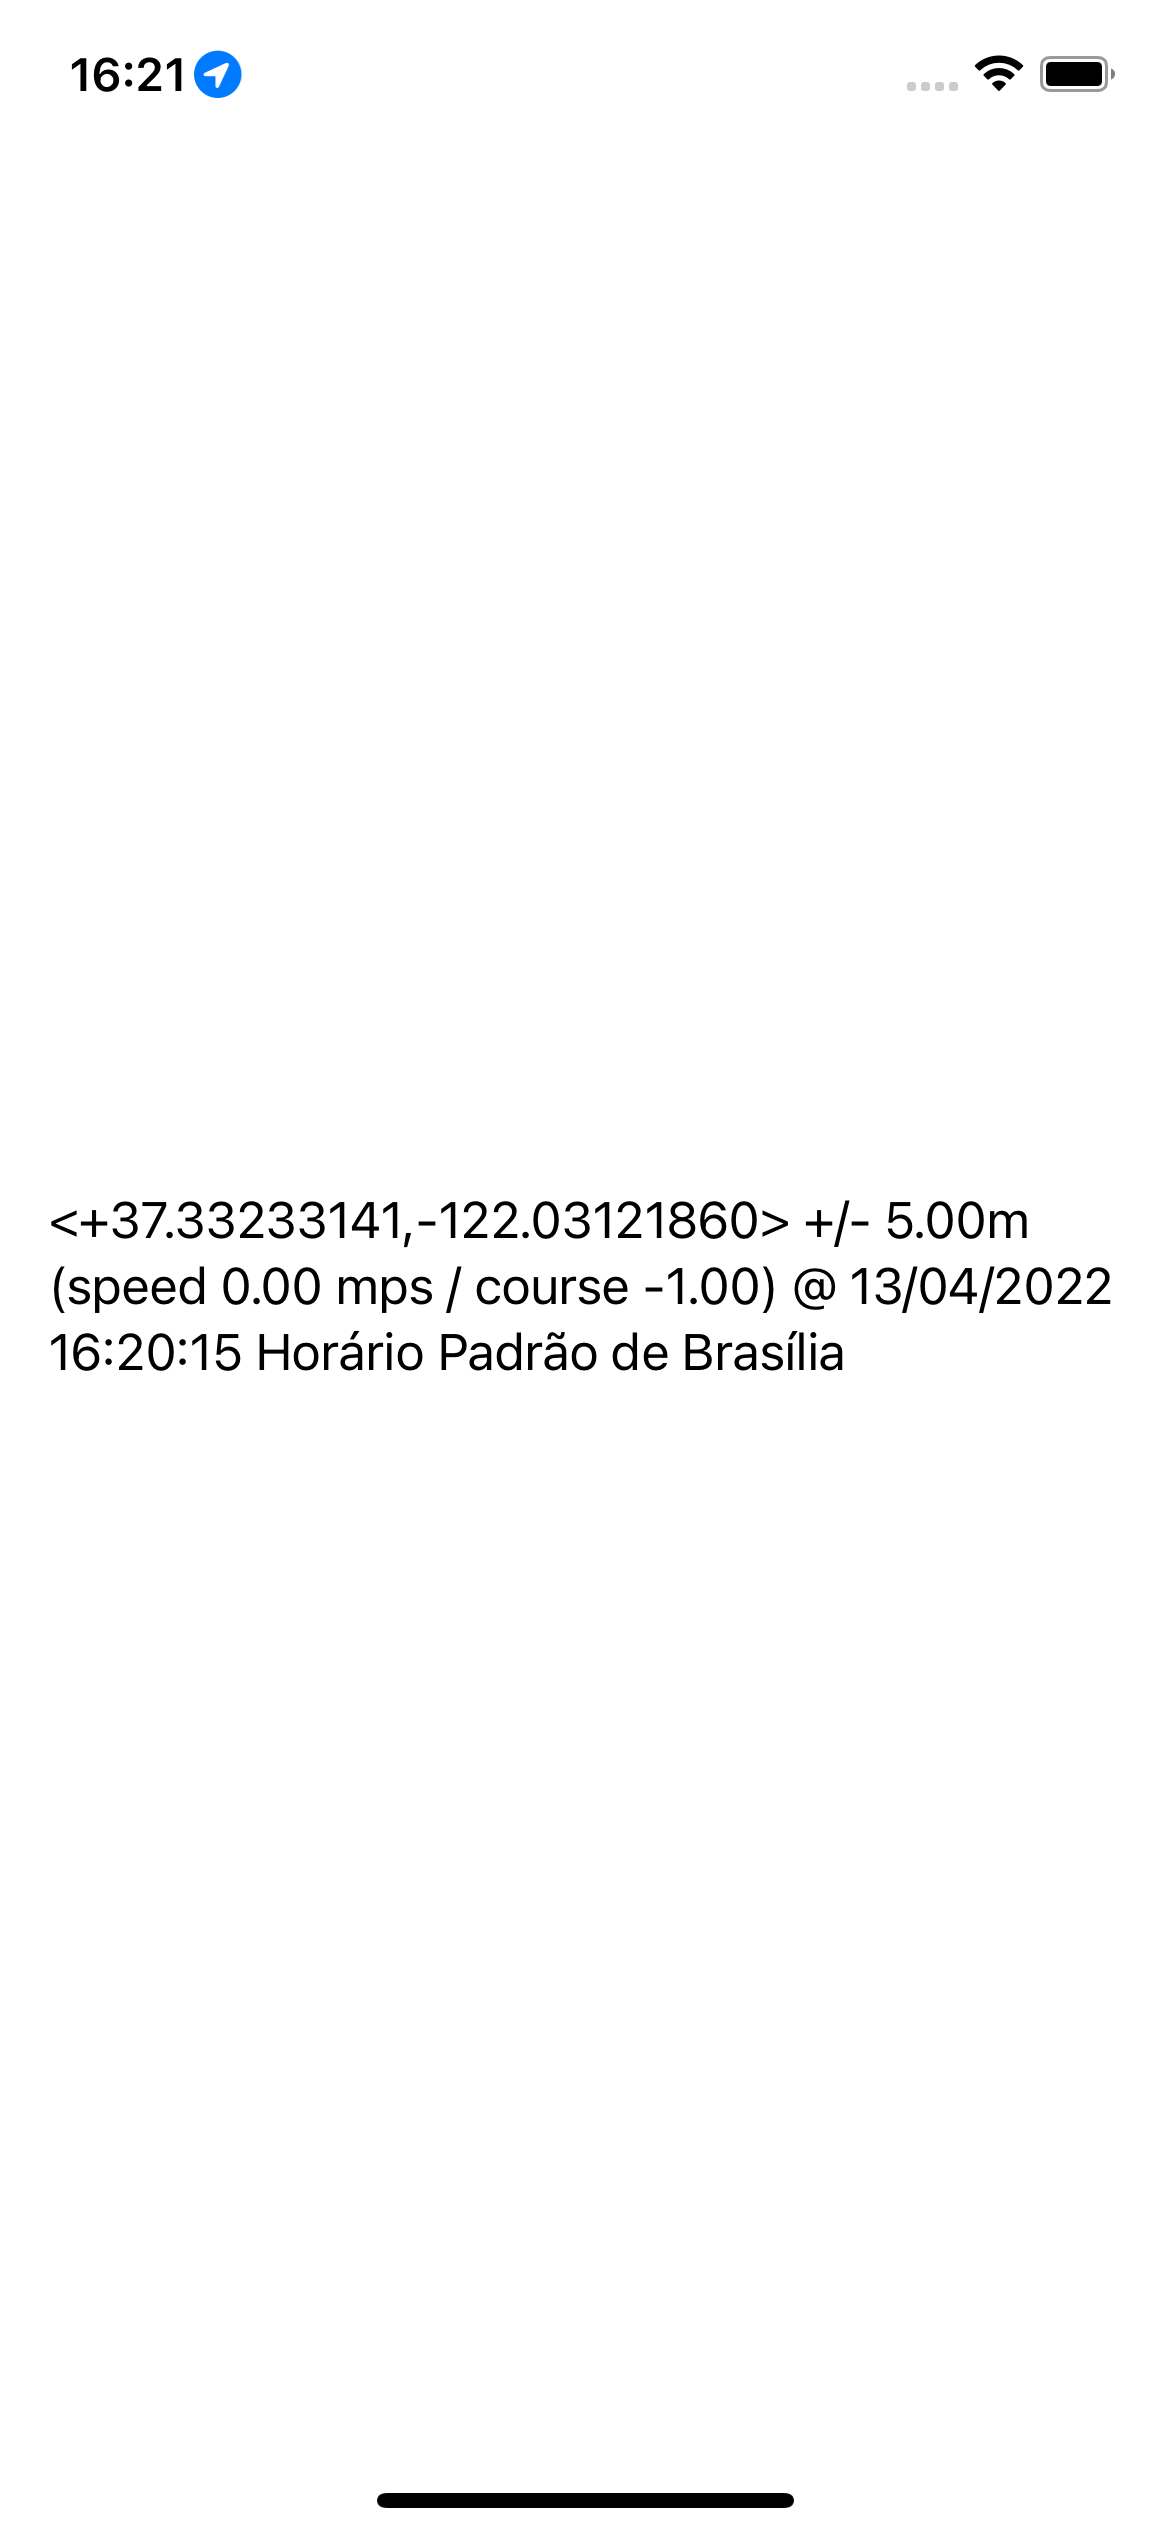 16:21
<+37.33233141,-122.03121860> +/- 5.00m
(speed 0.00 mps / course -1.00) @ 13/04/2022
16:20:15 Horário Padrão de Brasília